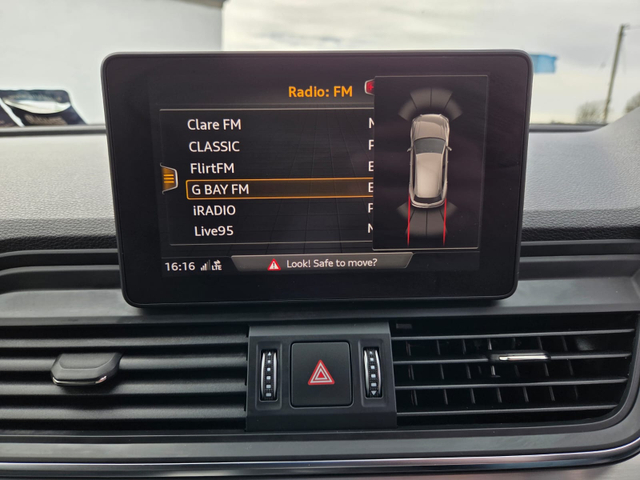 Radio: FM
Clare FM
CLASSIC
FlirtFM
G BAY FM
iRADIO
Live95
16:16 LTE
Look! Safe to move?